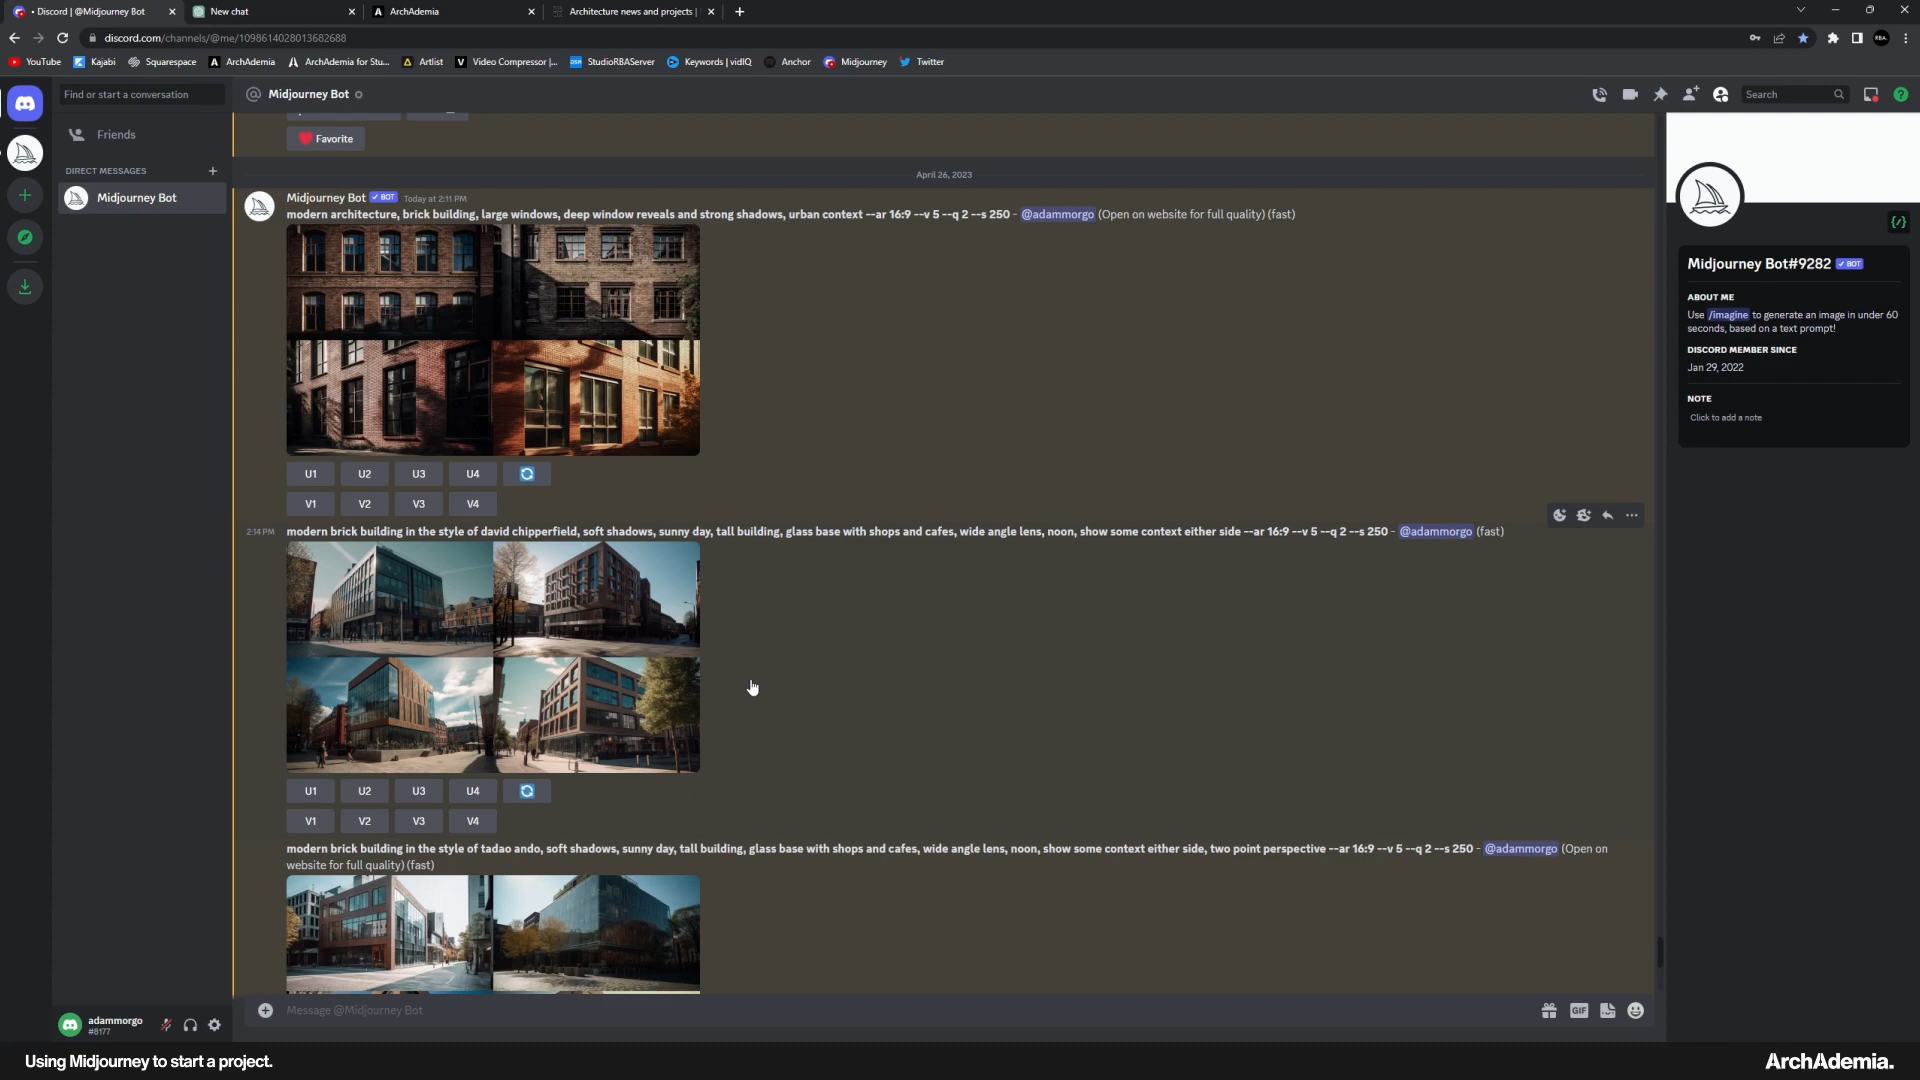 • Discord | @Midjourney Bot
New chat
ArchAdemia
Architecture news and projects |
discord.com/channels/@me/1098614028013682688
YouTube
Kajabi
Squarespace
ArchAdemia
ArchAdemia for Stu...
Artlist
Video Compressor |...
StudioRBAServer
Keywords | vidIQ
Anchor
Midjourney
Twitter
Find or start a conversation
Midjourney Bot
Search
Friends
Favorite
DIRECT MESSAGES
Midjourney Bot
April 26, 2023
Midjourney Bot ✓ BOT Today at 2:11 PM
modern architecture, brick building, large windows, deep window reveals and strong shadows, urban context --ar 16:9 --v 5 --q 2 --s 250 - @adammorgo (Open on website for full quality) (fast)
U1 U2 U3 U4
V1 V2 V3 V4
2:14 PM modern brick building in the style of david chipperfield, soft shadows, sunny day, tall building, glass base with shops and cafes, wide angle lens, noon, show some context either side --ar 16:9 --v 5 --q 2 --s 250 - @adammorgo (fast)
U1 U2 U3 U4
V1 V2 V3 V4
modern brick building in the style of tadao ando, soft shadows, sunny day, tall building, glass base with shops and cafes, wide angle lens, noon, show some context either side, two point perspective --ar 16:9 --v 5 --q 2 --s 250 - @adammorgo (Open on
website for full quality) (fast)
Message @Midjourney Bot
GIF
Midjourney Bot#9282 ✓ BOT
ABOUT ME
Use /imagine to generate an image in under 60
seconds, based on a text prompt!
DISCORD MEMBER SINCE
Jan 29, 2022
NOTE
Click to add a note
adammorgo
#8177
Using Midjourney to start a project.
ArchAdemia.